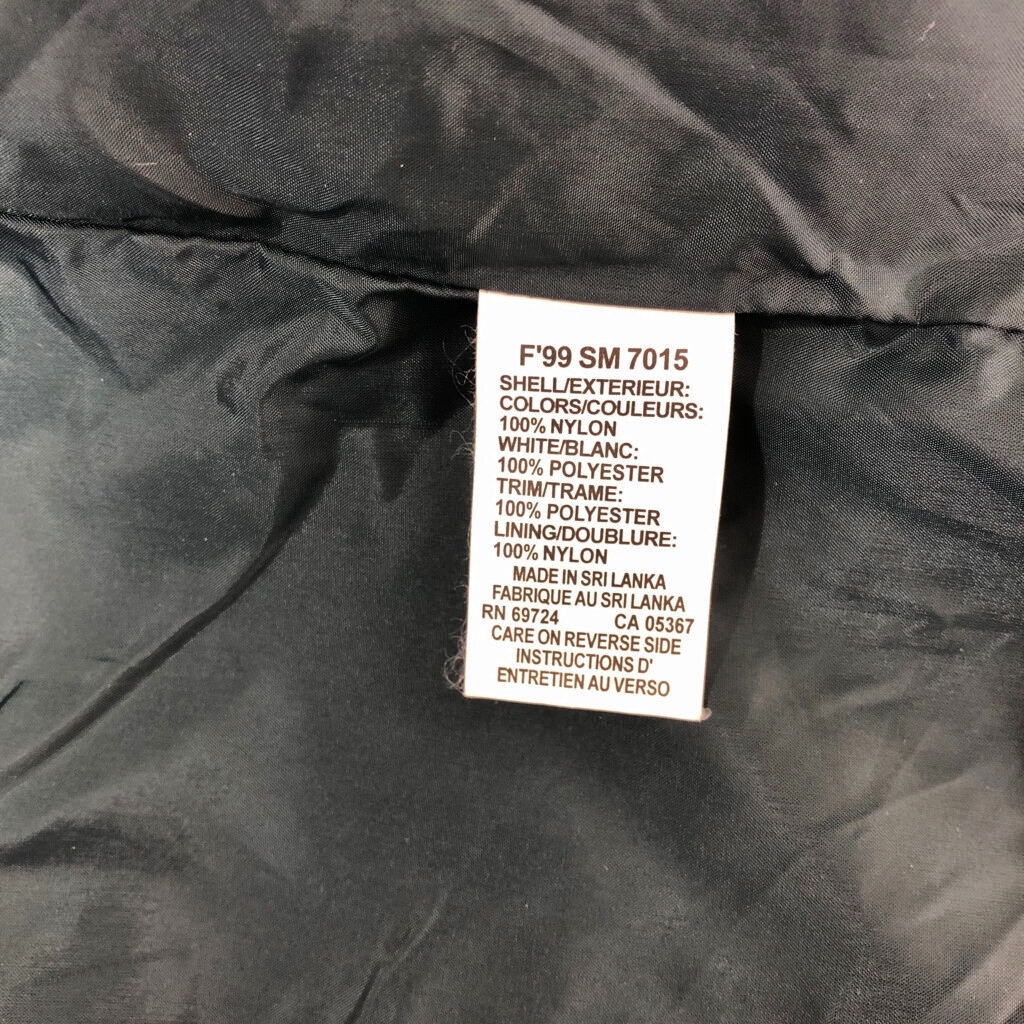 F'99 SM 7015
SHELL/EXTERIEUR:
COLORS/COULEURS:
100% NYLON
WHITE/BLANC:
100% POLYESTER
TRIM/TRAME:
100% POLYESTER
LINING/DOUBLURE:
100% NYLON
MADE IN SRI LANKA
FABRIQUE AU SRI LANKA
RN 69724 CA 05367
CARE ON REVERSE SIDE
INSTRUCTIONS D'
ENTRETIEN AU VERSO